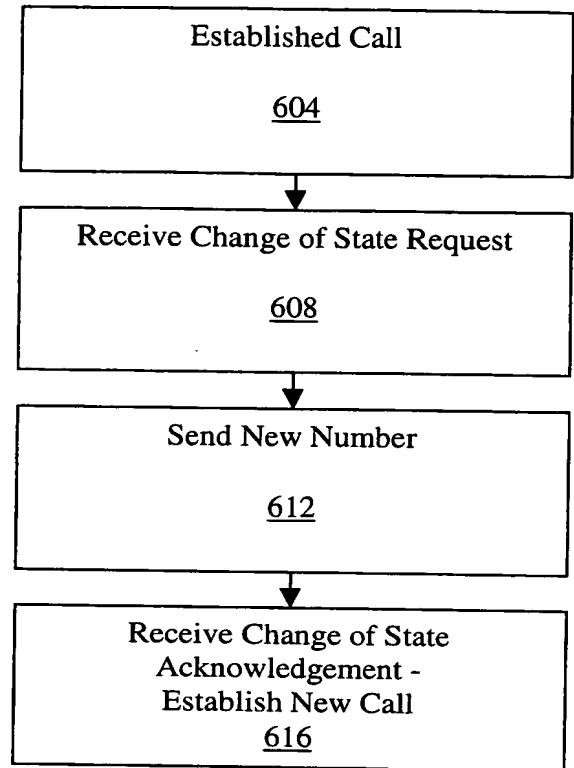 Established Call
604
Receive Change of State Request
608
Send New Number
612
Receive Change of State
Acknowledgement -
Establish New Call
616